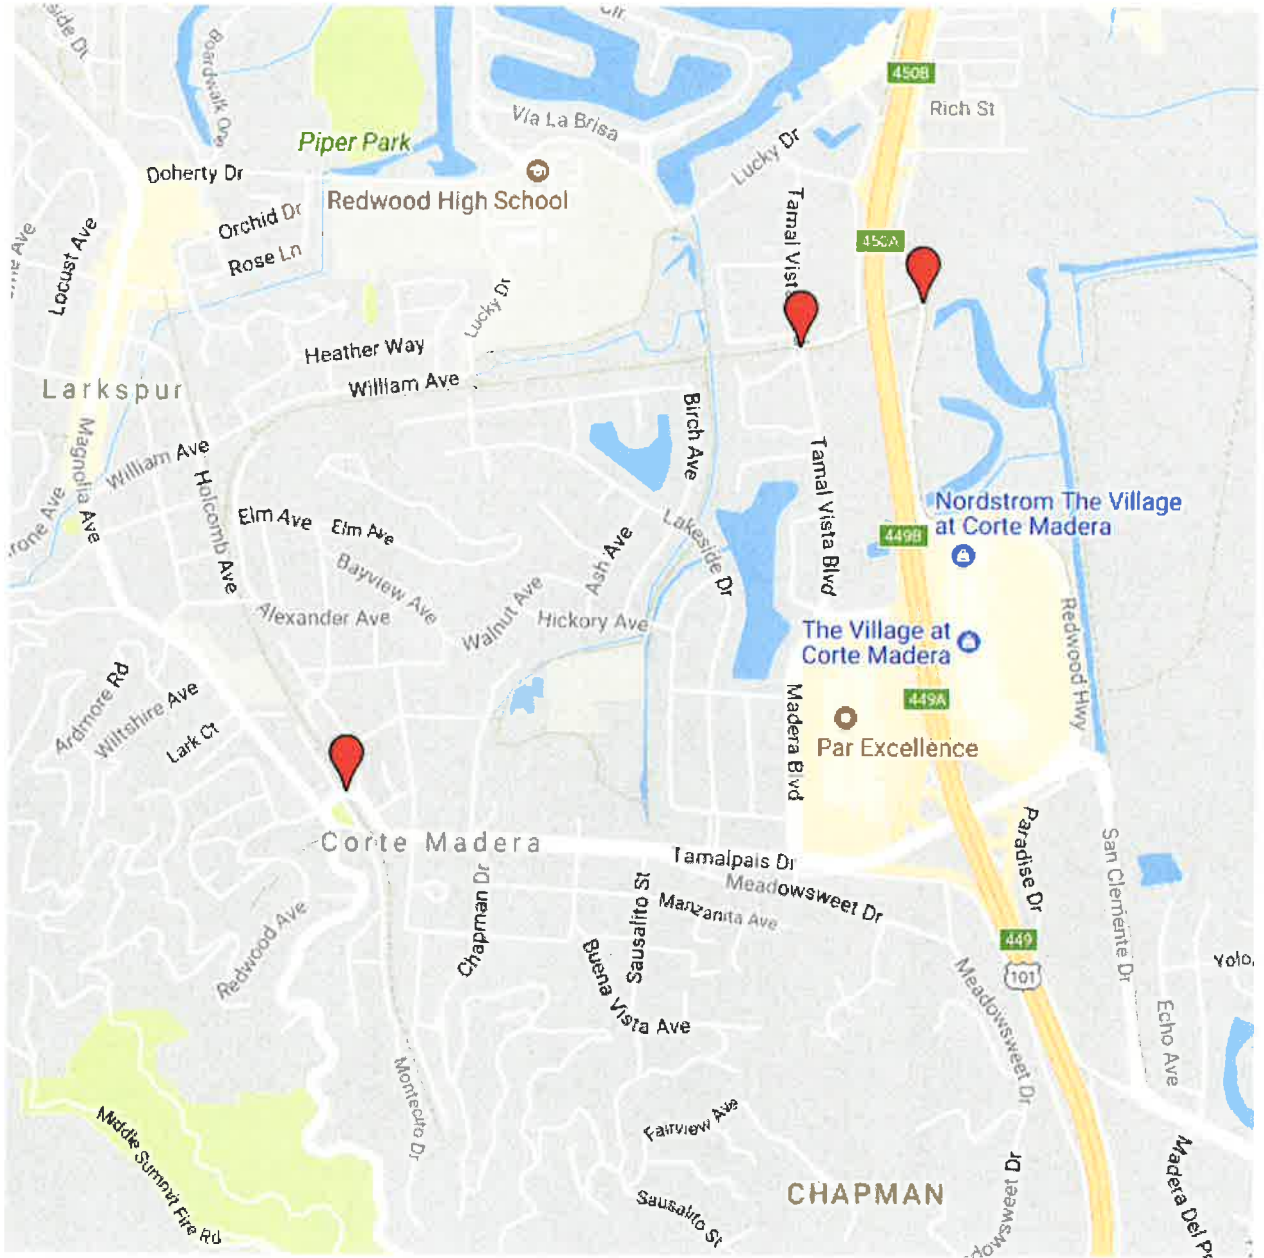 Cir
450B
Rich St
Boardwalk One
Via La Brisa
Piper Park
Lucky Dr
Doherty Dr
Redwood High School
Tamal Vista
Orchid Dr
Locust Ave
450A
Rose Ln
Lucky Dr
Heather Way
William Ave
Larkspur
Birch Ave
Magnolia Ave
William Ave
Holcomb Ave
Tamal Vista Blvd
Nordstrom The Village
at Corte Madera
Elm Ave
Elm Ave
Lakeside Dr
449B
Ash Ave
Bayview Ave
Walnut Ave
Alexander Ave
Hickory Ave
Redwood Hwy
The Village at
Corte Madera
Ardmore Rd
Wiltshire Ave
Lark Ct
449A
Madera Blvd
Par Excellence
Corte Madera
Paradise Dr
San Clemente Dr
Tamalpais Dr
Meadowsweet Dr
Chapman Dr
Sausalito St
Manzanita Ave
Redwood Ave
449
101
Buena Vista Ave
Meadowsweet Dr
Yolo
Echo Ave
Montecito Dr
Middle Summit Fire Rd
Fairview Ave
Madera Del P
CHAPMAN
Sausalito St
Meadowsweet Dr